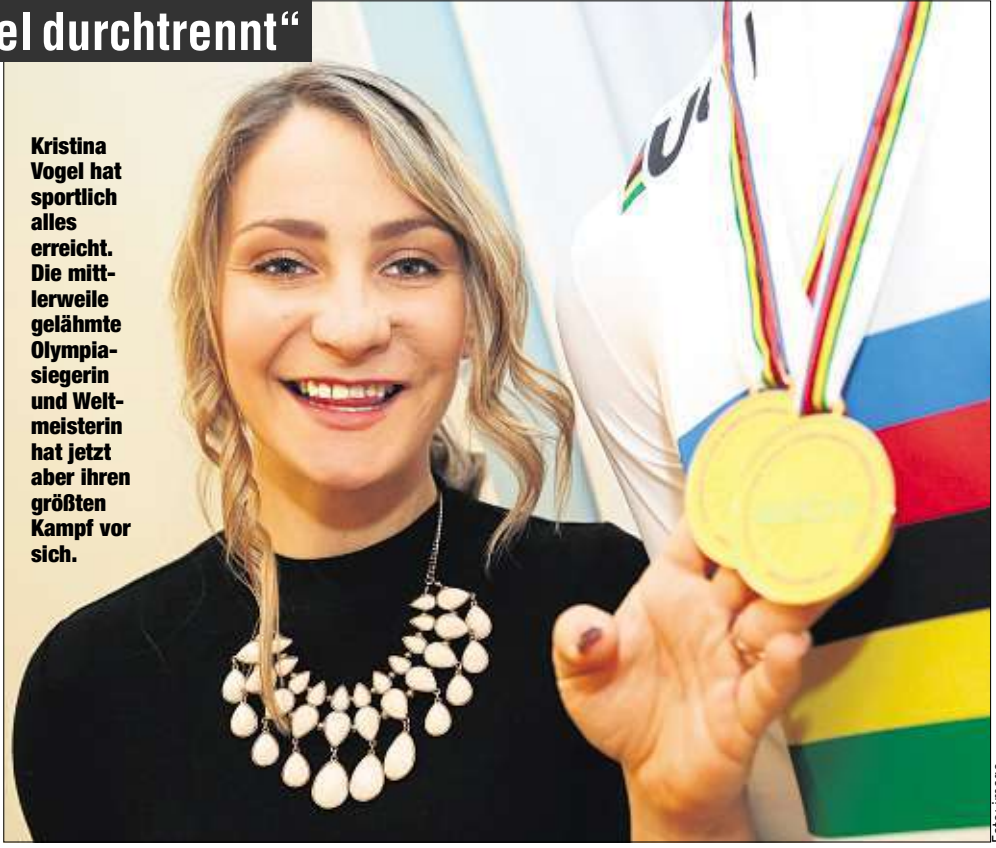 el durchtrennt“
Kristina
Vogel hat
sportlich
alles
erreicht.
Die mitt-
lerweile
gelähmte
Olympia-
siegerin
und Welt-
meisterin
hat jetzt
aber ihren
größten
Kampf vor
sich.